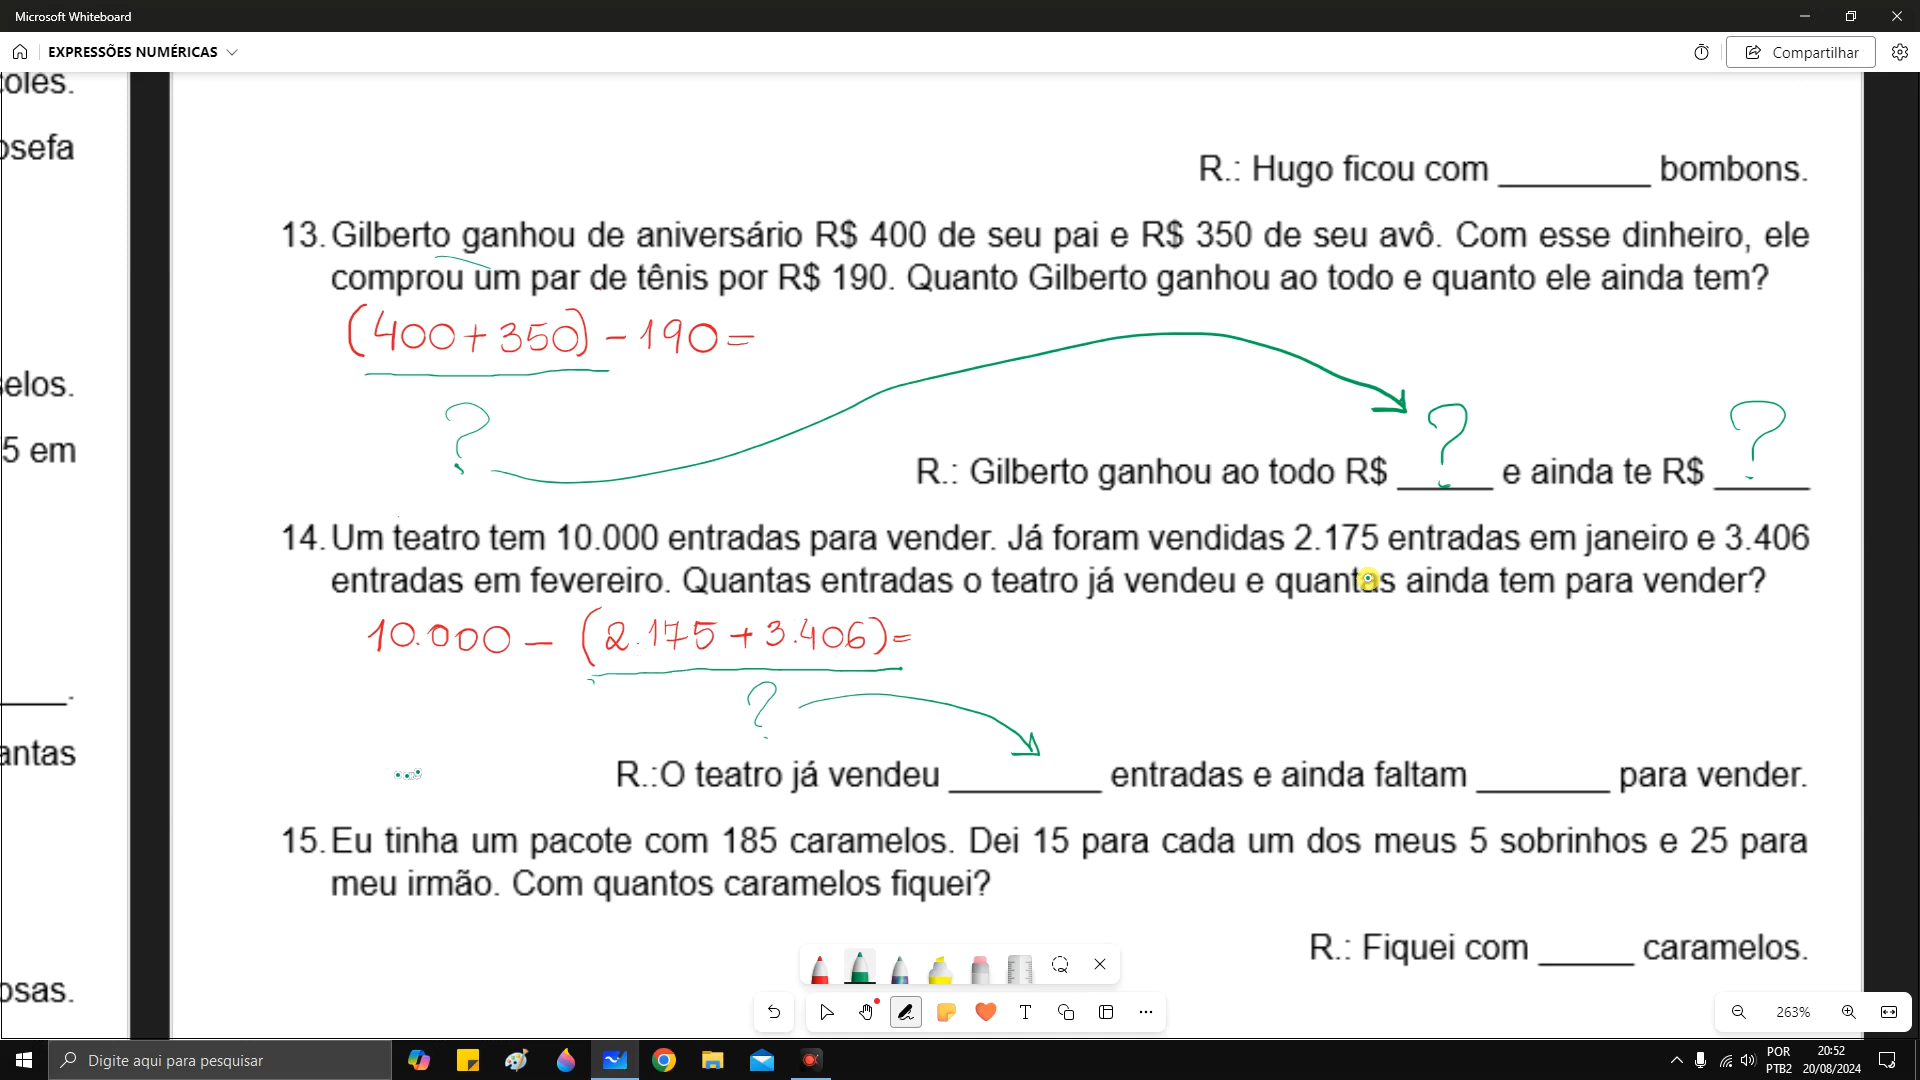 Microsoft Whiteboard
EXPRESSÕES NUMÉRICAS
Compartilhar
oles.
osefa
elos.
5 em
antas
osas.
R.: Hugo ficou com ________ bombons.
13. Gilberto ganhou de aniversário R$ 400 de seu pai e R$ 350 de seu avô. Com esse dinheiro, ele
comprou um par de tênis por R$ 190. Quanto Gilberto ganhou ao todo e quanto ele ainda tem?
(400+350)-190=
? ? ?
R.: Gilberto ganhou ao todo R$ _____ e ainda te R$ _____
14. Um teatro tem 10.000 entradas para vender. Já foram vendidas 2.175 entradas em janeiro e 3.406
entradas em fevereiro. Quantas entradas o teatro já vendeu e quantas ainda tem para vender?
10.000 - (2.175 + 3.406)=
?
R.:O teatro já vendeu ________ entradas e ainda faltam _______ para vender.
15. Eu tinha um pacote com 185 caramelos. Dei 15 para cada um dos meus 5 sobrinhos e 25 para
meu irmão. Com quantos caramelos fiquei?
R.: Fiquei com _____ caramelos.
263%
Digite aqui para pesquisar
POR
PTB2
20:52
20/08/2024